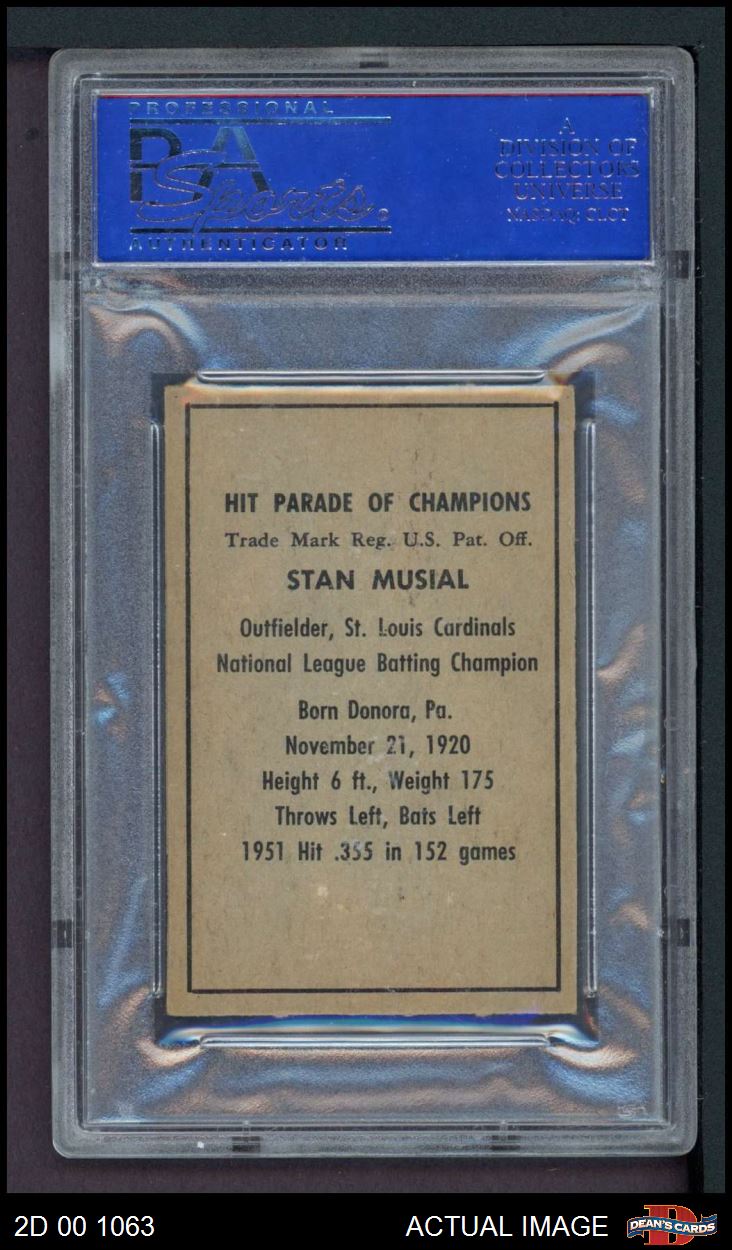 PROFESSIONAL
PSA
Sports®
AUTHENTICATOR
A
DIVISION OF
COLLECTORS
UNIVERSE
NASDAQ: CLCT
HIT PARADE OF CHAMPIONS
Trade Mark Reg. U.S. Pat. Off.
STAN MUSIAL
Outfielder, St. Louis Cardinals
National League Batting Champion
Born Donora, Pa.
November 21, 1920
Height 6 ft., Weight 175
Throws Left, Bats Left
1951 Hit .355 in 152 games
2D 00 1063
ACTUAL IMAGE
DEAN'S CARDS